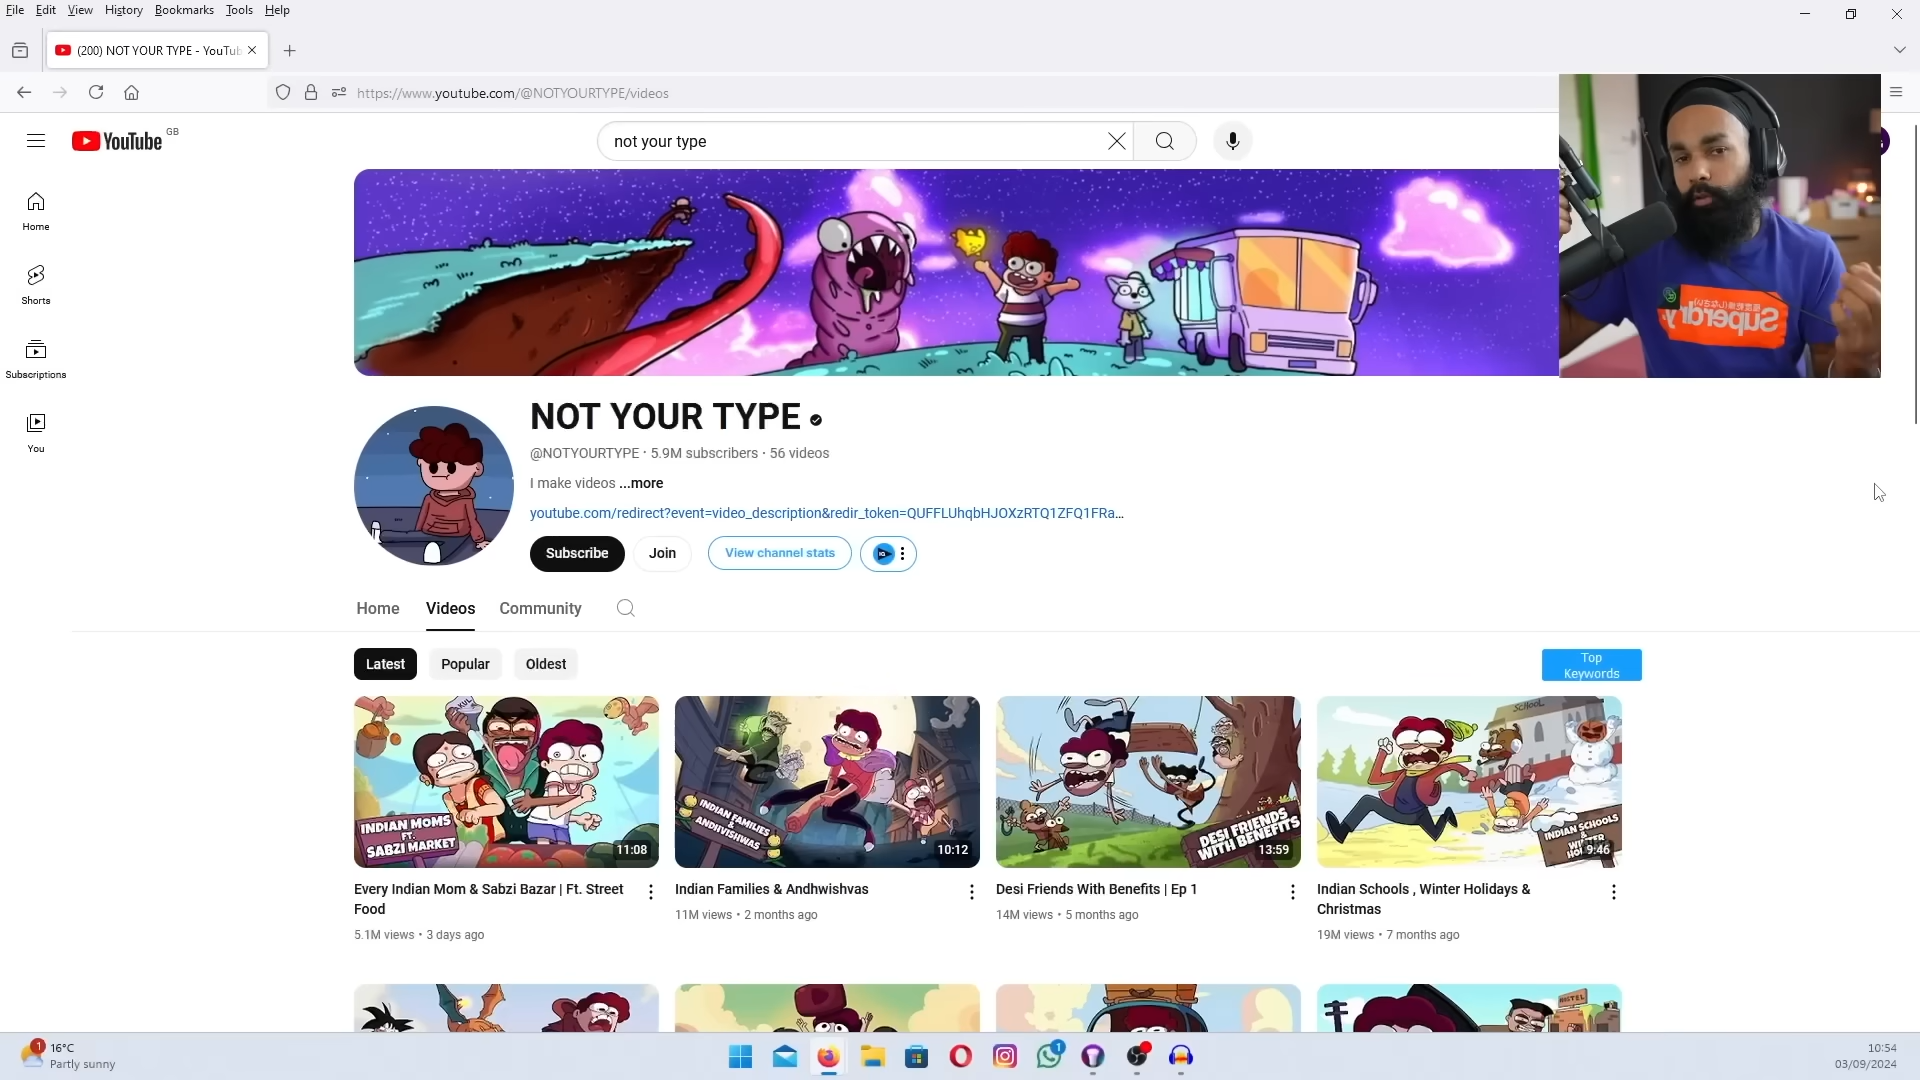 File Edit View History Bookmarks Tools Help
(200) NOT YOUR TYPE - YouTub
https://www.youtube.com/@NOTYOURTYPE/videos
YouTube GB
not your type
Home
Shorts
Subscriptions
You
NOT YOUR TYPE
@NOTYOURTYPE · 5.9M subscribers · 56 videos
I make videos ...more
youtube.com/redirect?event=video_description&redir_token=QUFFLUhqbHJOXzRTQ1ZFQ1FRa...
Subscribe Join View channel stats
Home Videos Community
Latest Popular Oldest
Top
Keywords
INDIAN MOMS
FT.
SABZI MARKET
11:08
INDIAN FAMILIES
&
ANDHVISHWAS
10:12
DESI FRIENDS
WITH BENEFITS
13:59
SCHOOL
INDIAN SCHOOLS
&
9:46
Every Indian Mom & Sabzi Bazar | Ft. Street
Food
5.1M views • 3 days ago
Indian Families & Andhwishvas
11M views • 2 months ago
Desi Friends With Benefits | Ep 1
14M views • 5 months ago
Indian Schools , Winter Holidays &
Christmas
19M views • 7 months ago
Superdry
1
16°C
Partly sunny
1
10:54
03/09/2024